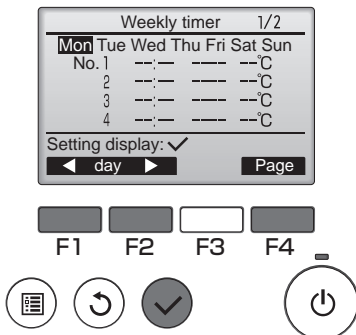 Weekly timer 1/2
Mon Tue Wed Thu Fri Sat Sun
No. 1 --:-- ---- --℃
2 --:-- ---- --℃
3 --:-- ---- --℃
4 --:-- ---- --℃
Setting display: ✓
◀ day ▶ Page
F1 F2 F3 F4